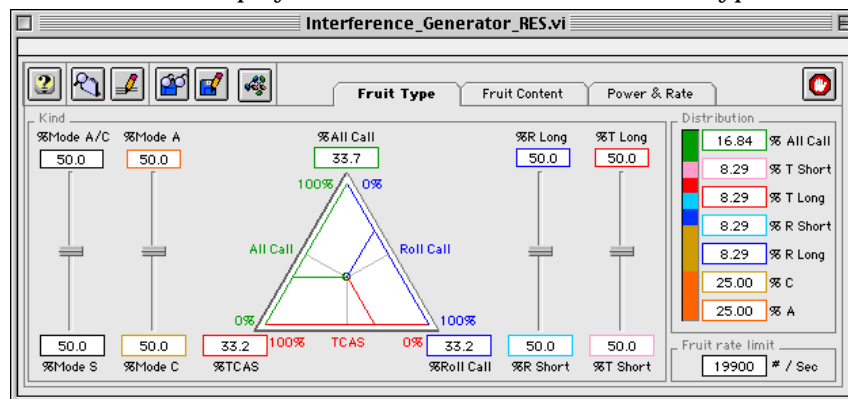 Interference_Generator_RES.vi
Fruit Type
Fruit Content
Power & Rate
Kind
%Mode A/C %Mode A %All Call %R Long %T Long
50.0 50.0 33.7 50.0 50.0
100% 0%
All Call Roll Call
0% 100%
100% TCAS 0%
50.0 50.0 33.2 33.2 50.0 50.0
%Mode S %Mode C %TCAS %Roll Call %R Short %T Short
Distribution
16.84 % All Call
8.29 % T Short
8.29 % T Long
8.29 % R Short
8.29 % R Long
25.00 % C
25.00 % A
Fruit rate limit
19900 # / Sec